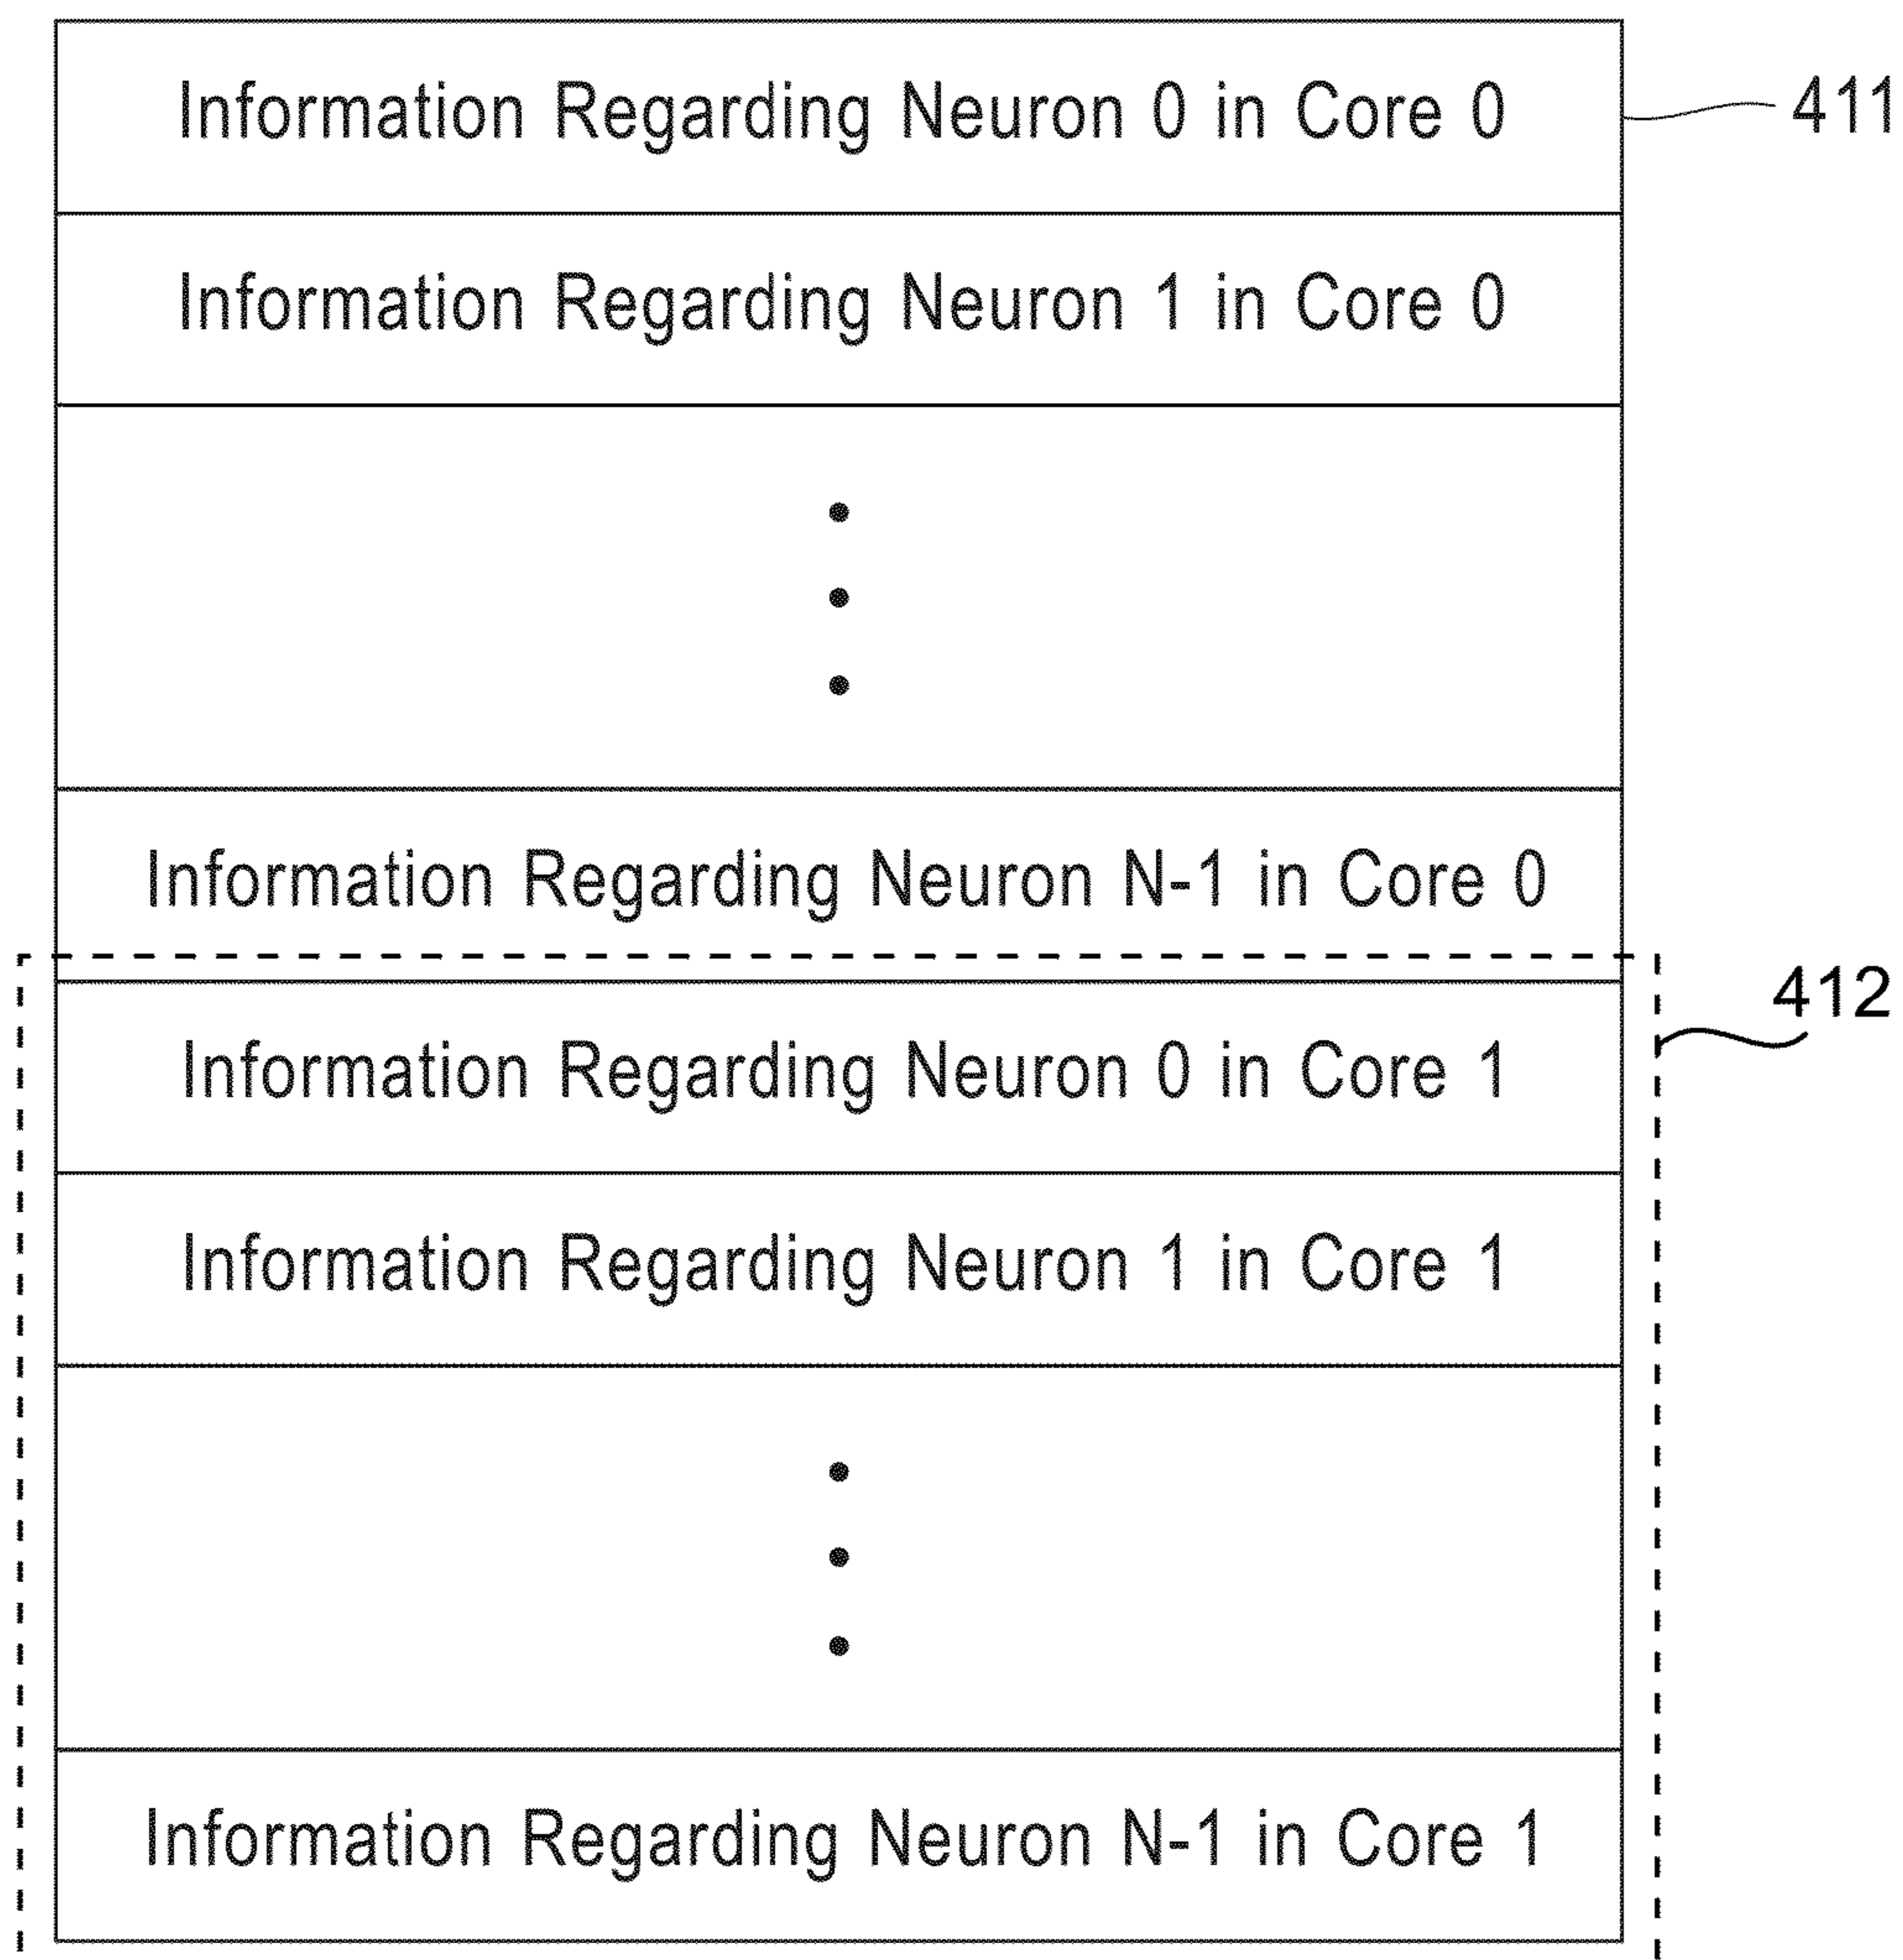 Information Regarding Neuron 0 in Core 0
411
Information Regarding Neuron 1 in Core 0
Information Regarding Neuron N-1 in Core 0
412
Information Regarding Neuron 0 in Core 1
Information Regarding Neuron 1 in Core 1
Information Regarding Neuron N-1 in Core 1